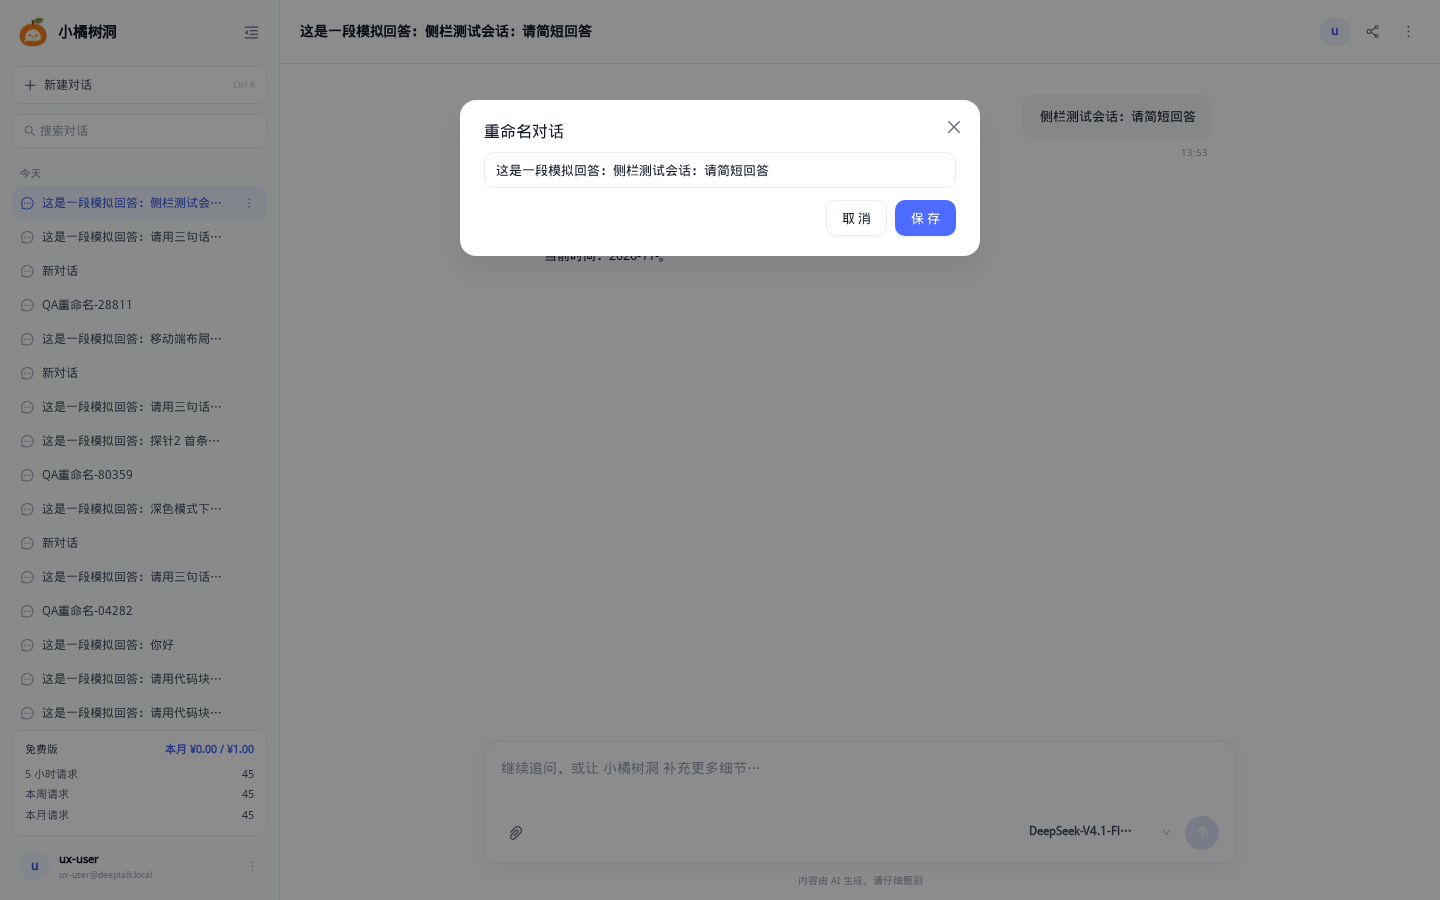 小橘树洞
新建对话 Ctrl K
搜索对话
今天
这是一段模拟回答：侧栏测试会…
这是一段模拟回答：请用三句话…
新对话
QA重命名-28811
这是一段模拟回答：移动端布局…
新对话
这是一段模拟回答：请用三句话…
这是一段模拟回答：探针2 首条…
QA重命名-80359
这是一段模拟回答：深色模式下…
新对话
这是一段模拟回答：请用三句话…
QA重命名-04282
这是一段模拟回答：你好
这是一段模拟回答：请用代码块…
这是一段模拟回答：请用代码块…
免费版 本月 ¥0.00 / ¥1.00
5 小时请求 45
本周请求 45
本月请求 45
u
ux-user
ux-user@deeptalk.local
这是一段模拟回答：侧栏测试会话：请简短回答
u
侧栏测试会话：请简短回答
13:53
重命名对话
这是一段模拟回答：侧栏测试会话：请简短回答
取 消
保 存
当前时间：2026-11-。
继续追问，或让 小橘树洞 补充更多细节…
DeepSeek-V4.1-Fl…
内容由 AI 生成，请仔细甄别